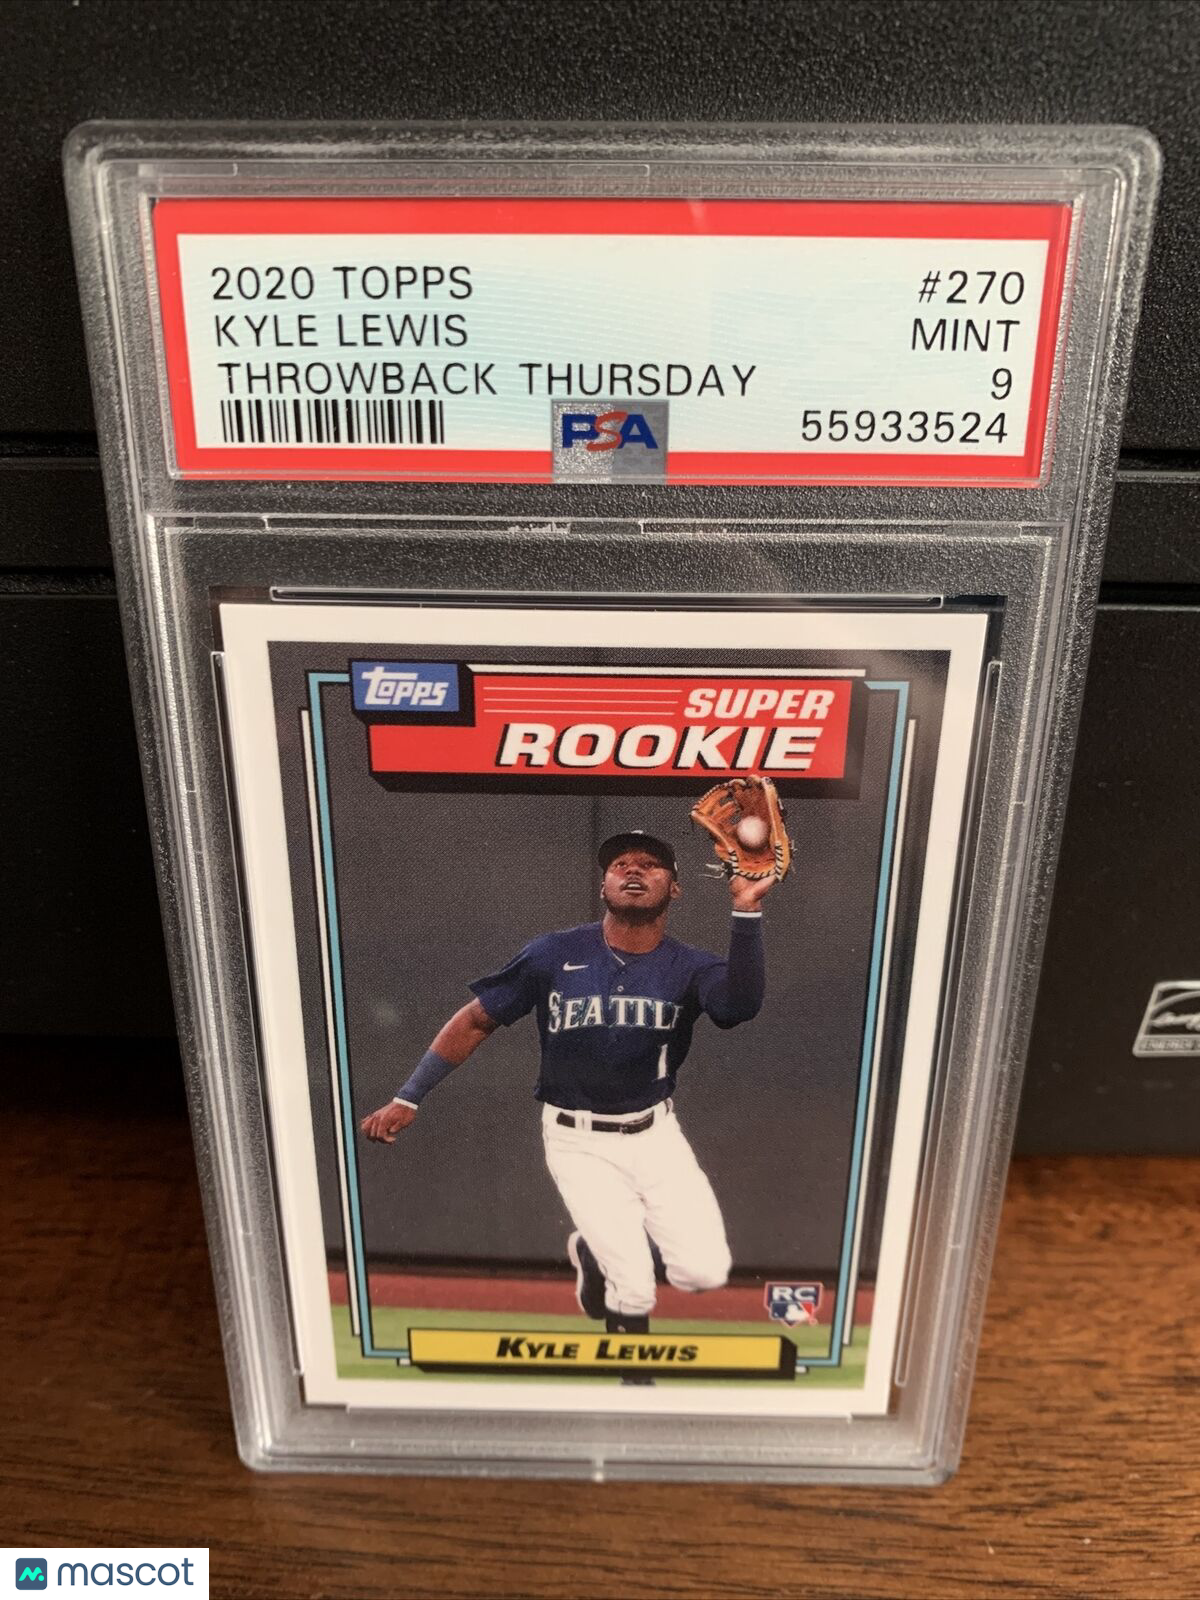 2020 TOPPS
#270
KYLE LEWIS
MINT
THROWBACK THURSDAY
9
PSA
55933524
TOPPS
SUPER
ROOKIE
SEATTLE
1
RC
KYLE LEWIS
mascot